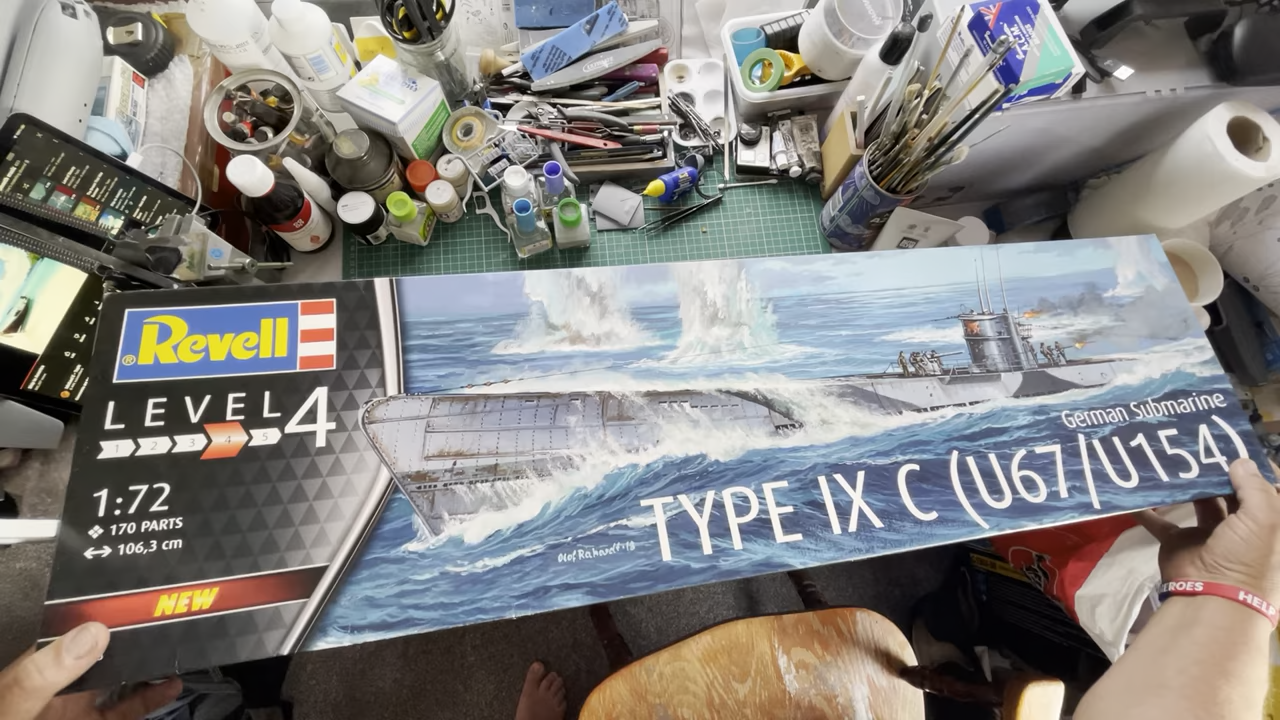 Revell
LEVEL 4
1 2 3 4 5
1:72
170 PARTS
106,3 cm
NEW
German Submarine
TYPE IX C (U67/U154)
HELP